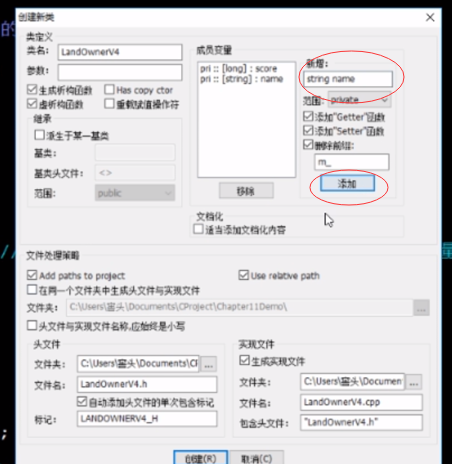 创建新类
的
类定义
类名: LandOwnerV4
参数:
生成析构函数 Has copy ctor
虚析构函数 重载赋值操作符
继承
派生于某一基类
基类:
基类头文件: <>
范围: public
成员变量
pri :: [long] : score
pri :: [string] : name
移除
新增:
string name
范围: private
添加"Getter"函数
添加"Setter"函数
删除前缀:
m_
添加
文档化
适当添加文档化内容
//
量
文件处理策略
Add paths to project Use relative path
在同一个文件夹中生成头文件与实现文件
文件夹: C:\Users\窖头\Documents\CProject\Chapter11Demo\ ...
头文件与实现文件名称,应始终是小写
头文件
文件夹: C:\Users\窖头\Documents\CI ...
文件名: LandOwnerV4.h
自动添加头文件的单次包含标记
标记: LANDOWNERV4_H
实现文件
生成实现文件
文件夹: C:\Users\窖头\Documen ...
文件名: LandOwnerV4.cpp
包含头文件: "LandOwnerV4.h"
;
创建(R) 取消(C)